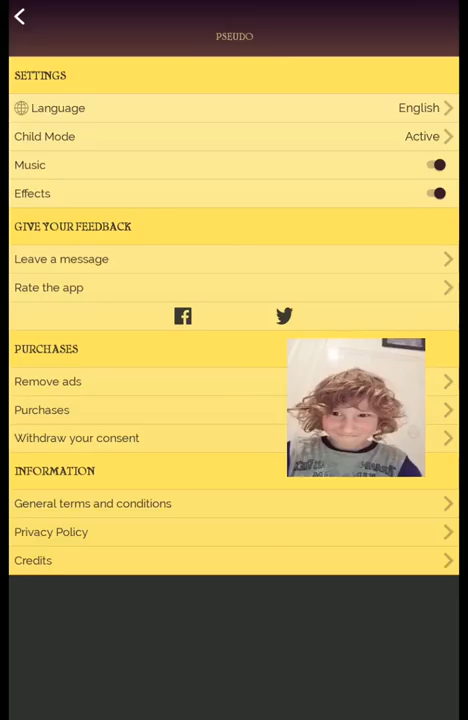 PSEUDO
SETTINGS
Language English
Child Mode Active
Music
Effects
GIVE YOUR FEEDBACK
Leave a message
Rate the app
PURCHASES
Remove ads
Purchases
Withdraw your consent
INFORMATION
General terms and conditions
Privacy Policy
Credits